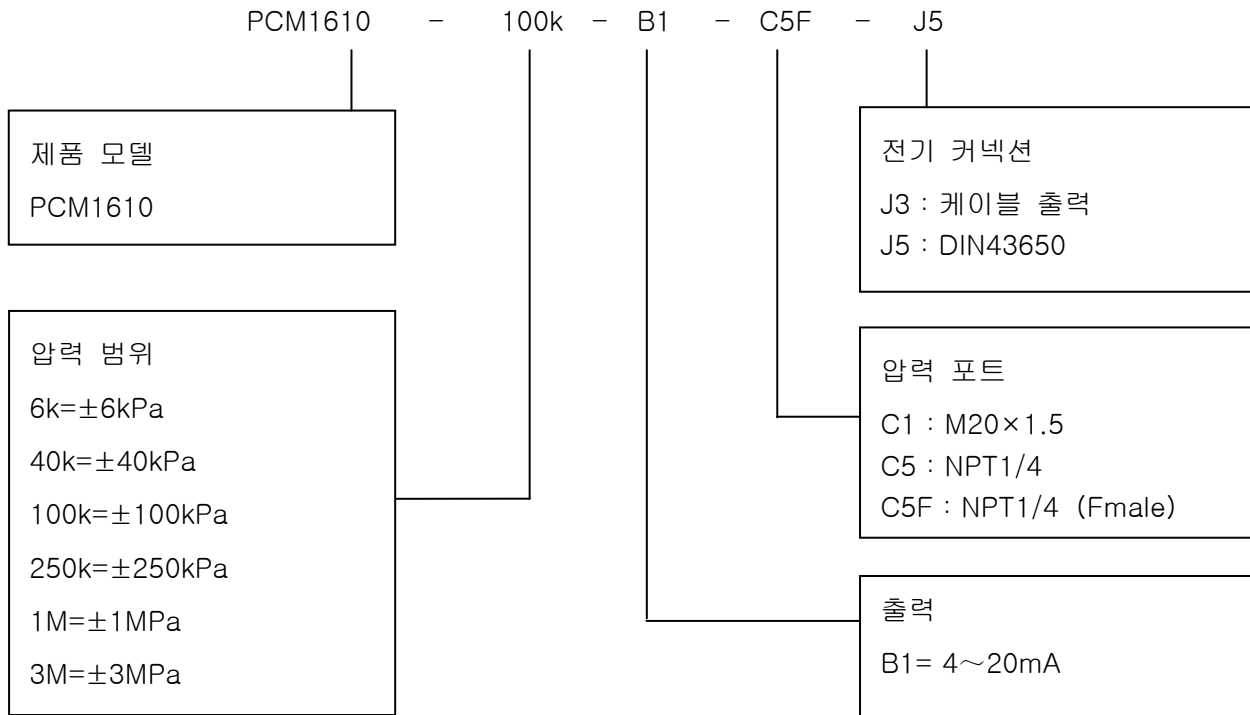 PCM1610 - 100k - B1 - C5F - J5
제품 모델
PCM1610
압력 범위
6k=±6kPa
40k=±40kPa
100k=±100kPa
250k=±250kPa
1M=±1MPa
3M=±3MPa
전기 커넥션
J3 : 케이블 출력
J5 : DIN43650
압력 포트
C1 : M20×1.5
C5 : NPT1/4
C5F : NPT1/4 (Fmale)
출력
B1= 4～20mA